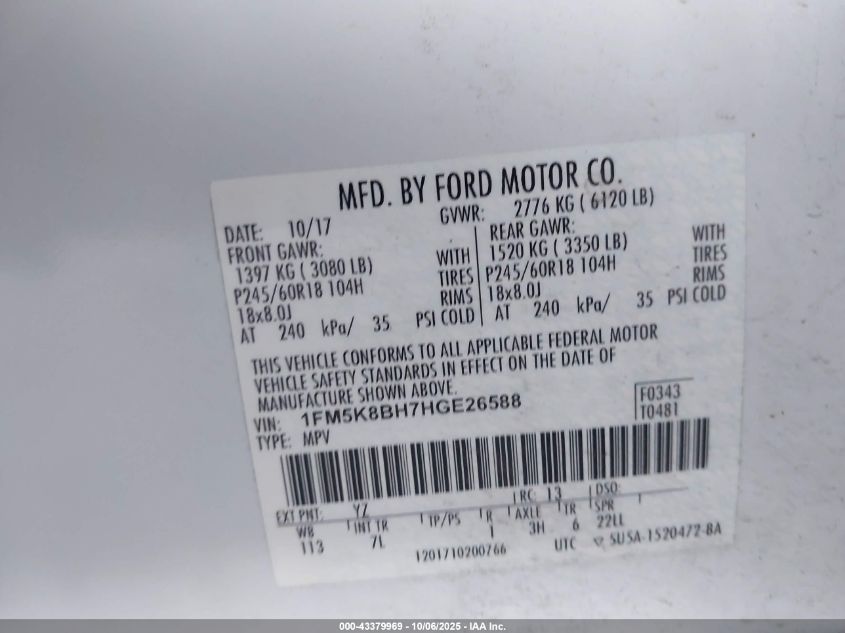 MFD. BY FORD MOTOR CO.
DATE: 10/17 GVWR: 2776 KG ( 6120 LB)
FRONT GAWR: REAR GAWR:
1397 KG ( 3080 LB) WITH 1520 KG ( 3350 LB) WITH
P245/60R18 104H TIRES P245/60R18 104H TIRES
18x8.0J RIMS 18x8.0J RIMS
AT 240 kPa/ 35 PSI COLD AT 240 kPa/ 35 PSI COLD
THIS VEHICLE CONFORMS TO ALL APPLICABLE FEDERAL MOTOR
VEHICLE SAFETY STANDARDS IN EFFECT ON THE DATE OF
MANUFACTURE SHOWN ABOVE.
VIN: 1FM5K8BH7HGE26588 F0343
TYPE: MPV T0481
EXT PNT: YZ RC: 13 DSO:
WB INT TR TP/PS R AXLE TR SPR
113 7L 1 3H 6 22LL
1201710200766 UTC SU5A-1520472-BA
000-43379969 - 10/06/2025 - IAA Inc.